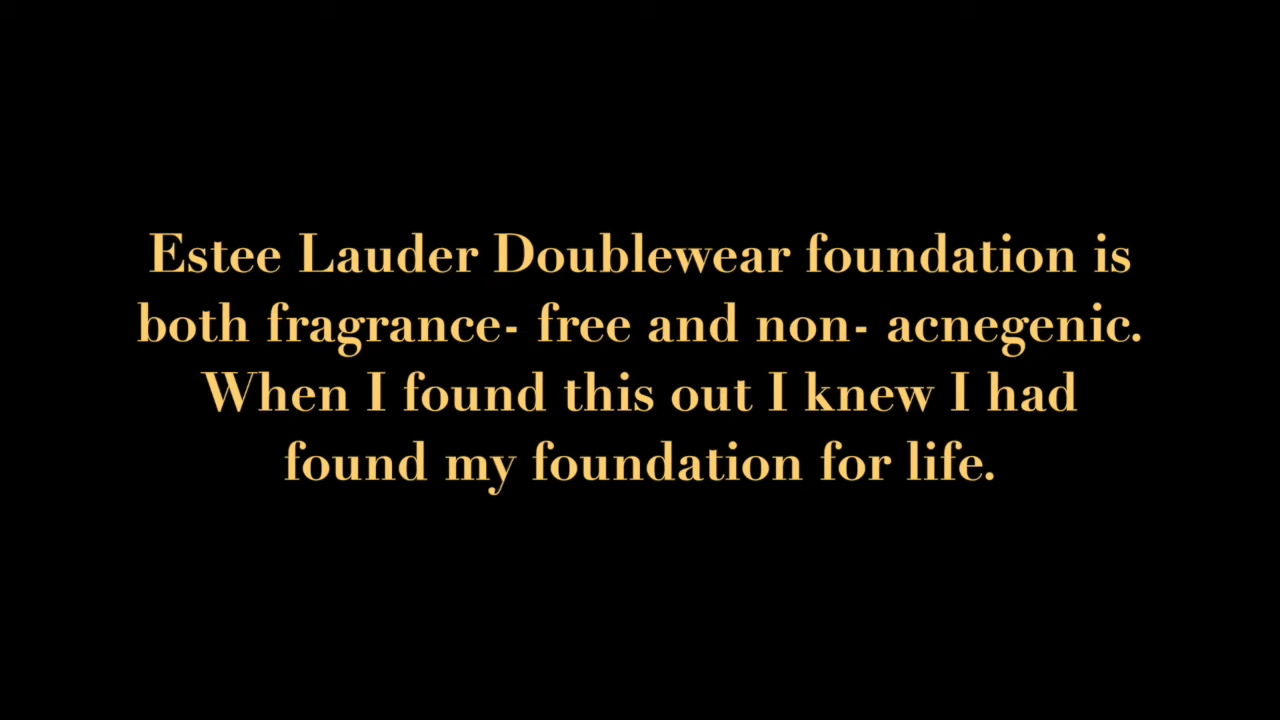 Estee Lauder Doublewear foundation is
both fragrance- free and non- acnegenic.
When I found this out I knew I had
found my foundation for life.